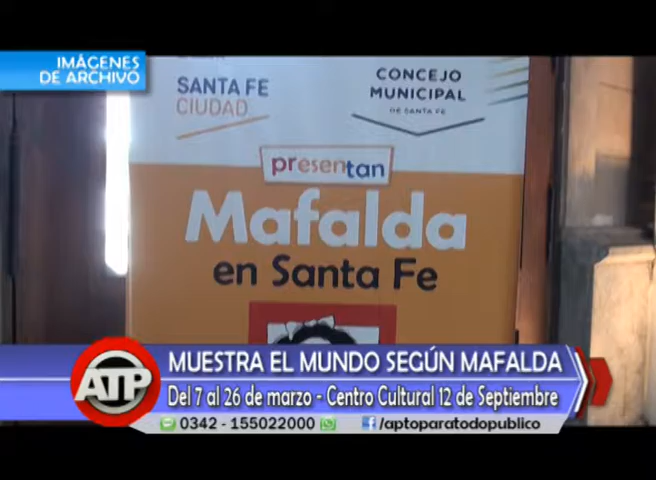 IMÁGENES
DE ARCHIVO
SANTA FE
CIUDAD
CONCEJO
MUNICIPAL
DE SANTA FE
presentan
Mafalda
en Santa Fe
ATP
MUESTRA EL MUNDO SEGÚN MAFALDA
Del 7 al 26 de marzo - Centro Cultural 12 de Septiembre
0342 - 155022000 /aptoparatodopublico